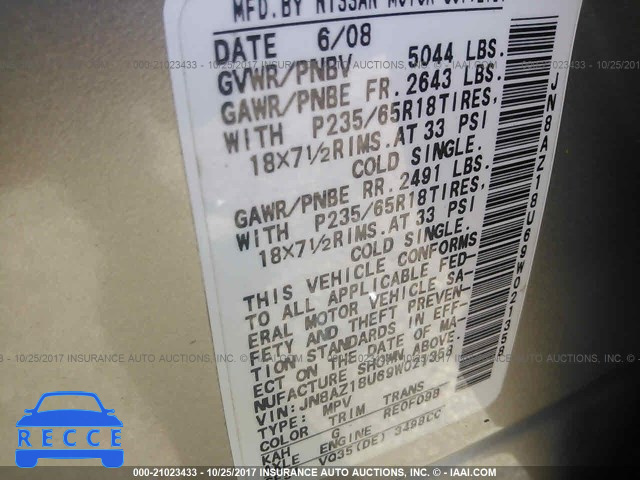 MFD.BY NISSAN MOTOR CO., LTD.
DATE 6/08
GVWR/PNBV 5044 LBS.
GAWR/PNBE FR. 2643 LBS.
WITH P235/65R18TIRES,
18X7½RIMS.AT 33 PSI
COLD SINGLE.
GAWR/PNBE RR. 2491 LBS.
WITH P235/65R18TIRES,
18X7½RIMS.AT 33 PSI
COLD SINGLE.
THIS VEHICLE CONFORMS
TO ALL APPLICABLE FED-
ERAL MOTOR VEHICLE SA-
FETY AND THEFT PREVEN-
TION STANDARDS IN EFF-
ECT ON THE DATE OF MA-
NUFACTURE SHOWN ABOVE.
VIN: JN8AZ18U69W021358
TYPE: MPV
COLOR TRIM TRANS
KAH G RE0F09B
ENGINE
VQ35(DE) 3498CC
JN8AZ18U69W021358
000-21023433 - 10/25/2017 INSURANCE AUTO AUCTIONS, INC. © - IAAI.COM